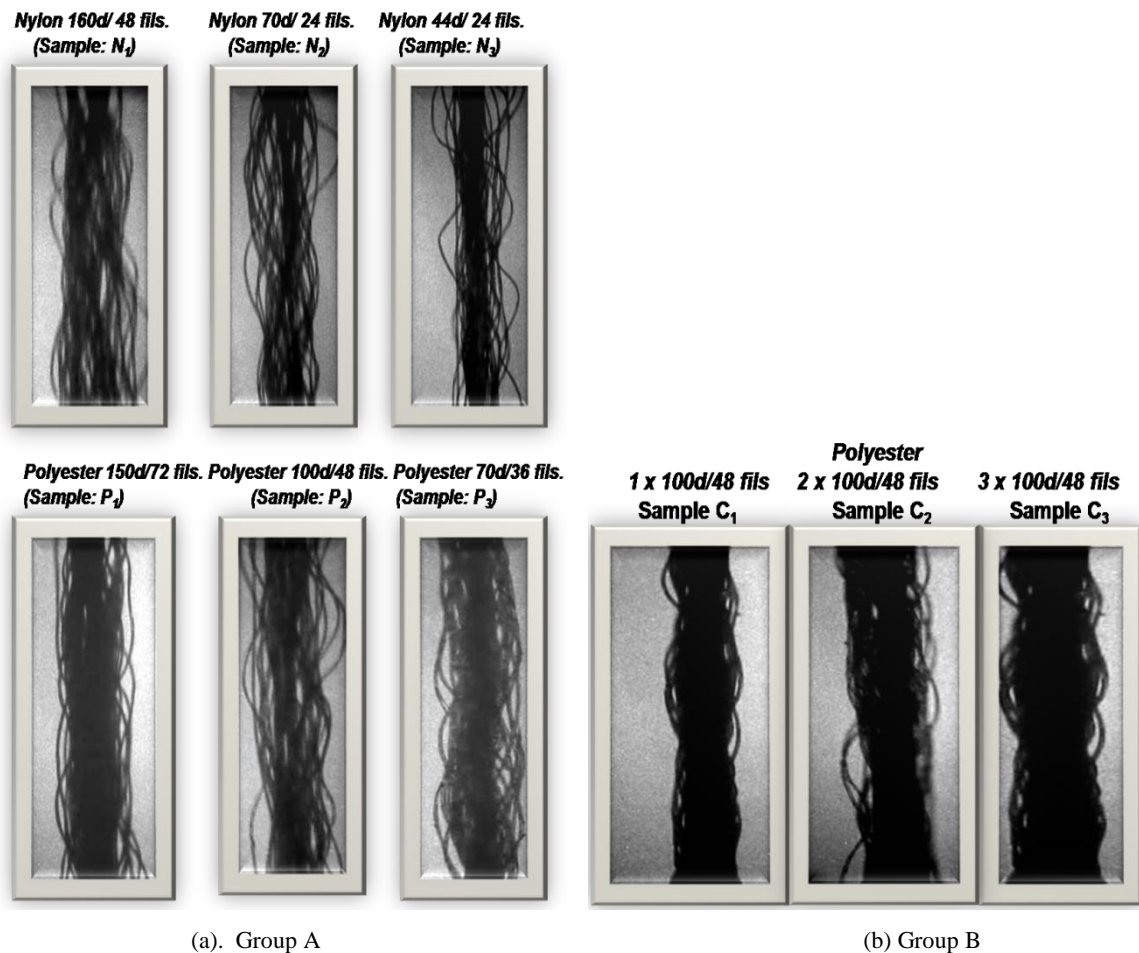 Nylon 160d/ 48 fils.
(Sample: N₁)
Nylon 70d/ 24 fils.
(Sample: N₂)
Nylon 44d/ 24 fils.
(Sample: N₃)
Polyester 150d/72 fils.
(Sample: P₁)
Polyester 100d/48 fils.
(Sample: P₂)
Polyester 70d/36 fils.
(Sample: P₃)
(a). Group A
Polyester
1 x 100d/48 fils
Sample C₁
2 x 100d/48 fils
Sample C₂
3 x 100d/48 fils
Sample C₃
(b) Group B